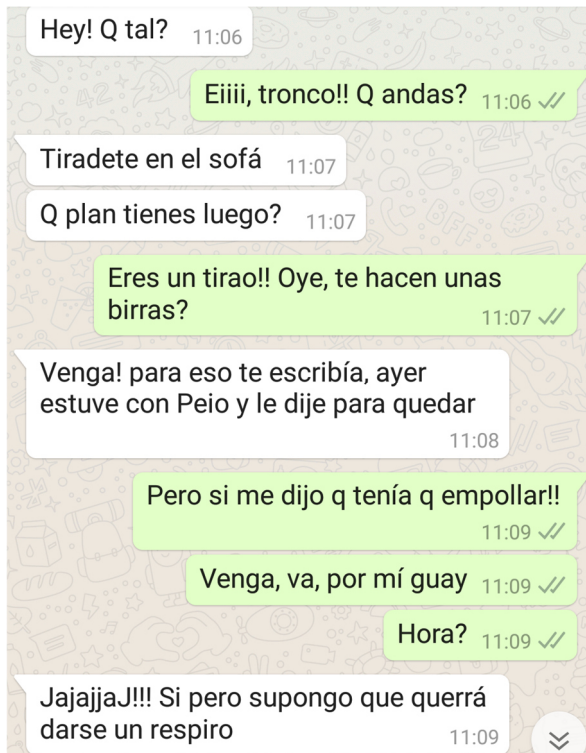 Hey! Q tal? 11:06
Eiiii, tronco!! Q andas? 11:06
Tiradete en el sofá 11:07
Q plan tienes luego? 11:07
Eres un tirao!! Oye, te hacen unas
birras? 11:07
Venga! para eso te escribía, ayer
estuve con Peio y le dije para quedar
11:08
Pero si me dijo q tenía q empollar!!
11:09
Venga, va, por mí guay 11:09
Hora? 11:09
JajajjaJ!!! Si pero supongo que querrá
darse un respiro 11:09